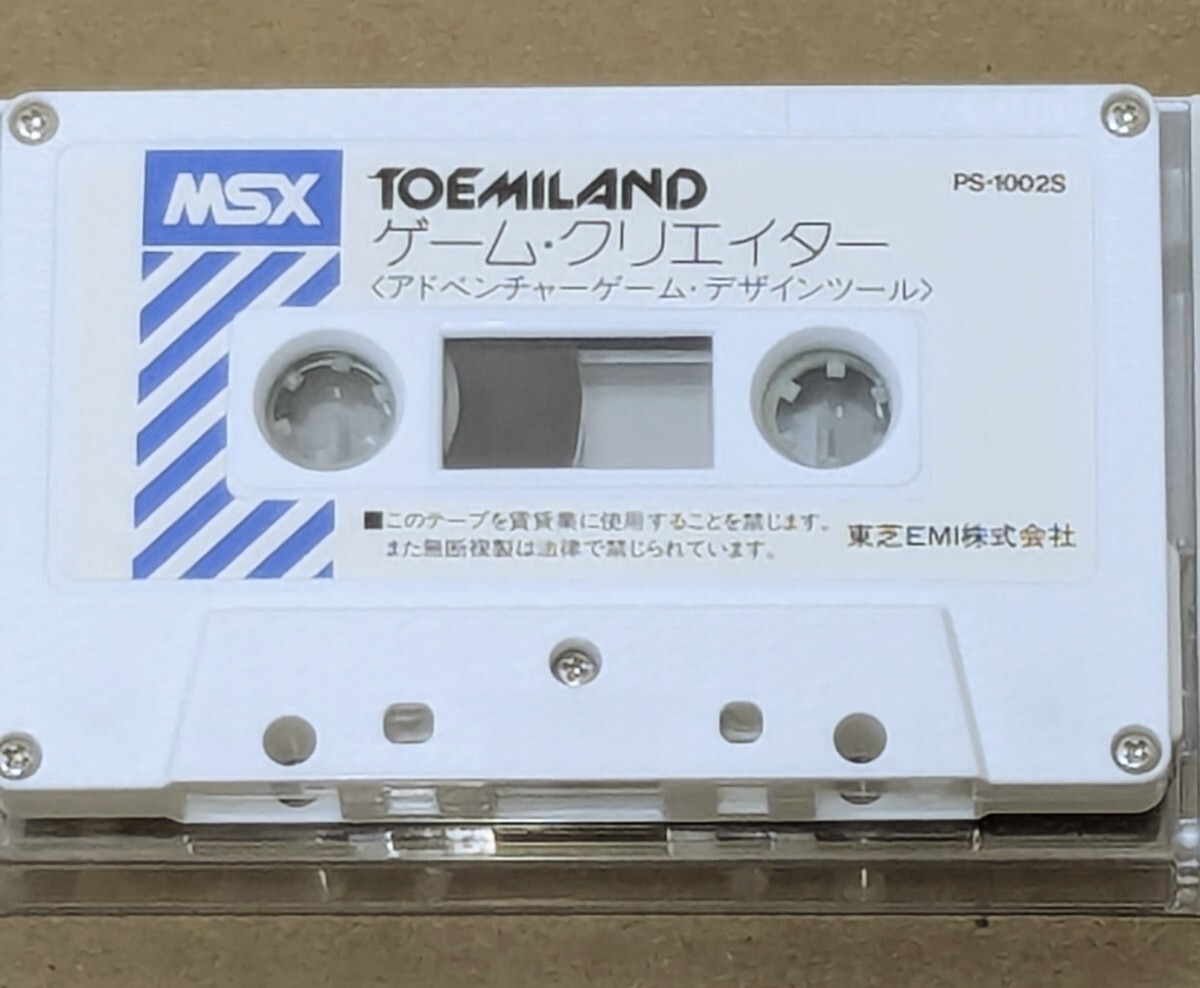 MSX
TOEMILAND
PS-1002S
ゲーム・クリエイター
〈アドベンチャーゲーム・デザインツール〉
■このテープを賃貸業に使用することを禁じます。
また無断複製は法律で禁じられています。
東芝EMI株式会社